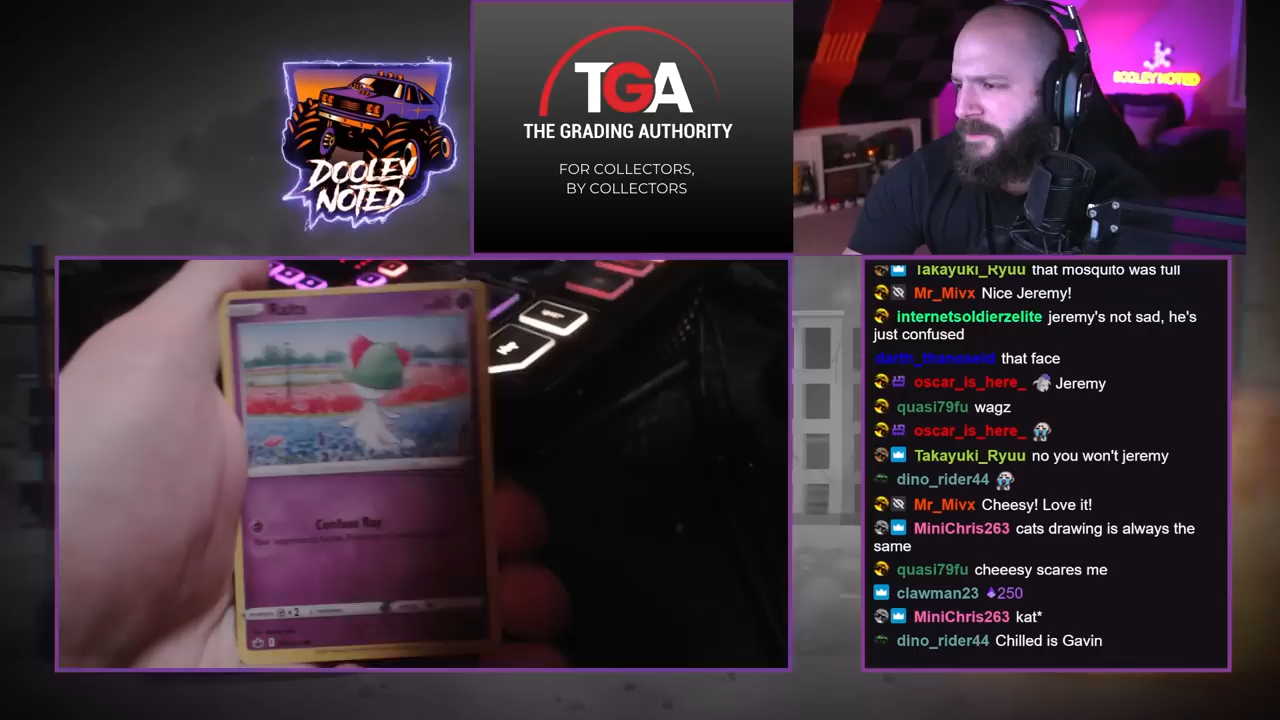 DOOLEY
NOTED
TGA
THE GRADING AUTHORITY
FOR COLLECTORS,
BY COLLECTORS
DOOLEY NOTED
Ralts
Confuse Ray
×2
Takayuki_Ryuu that mosquito was full
Mr_Mivx Nice Jeremy!
internetsoldierzelite jeremy's not sad, he's
just confused
darth_thanoseid that face
oscar_is_here_ Jeremy
quasi79fu wagz
oscar_is_here_
Takayuki_Ryuu no you won't jeremy
dino_rider44
Mr_Mivx Cheesy! Love it!
MiniChris263 cats drawing is always the
same
quasi79fu cheeesy scares me
clawman23 250
MiniChris263 kat*
dino_rider44 Chilled is Gavin